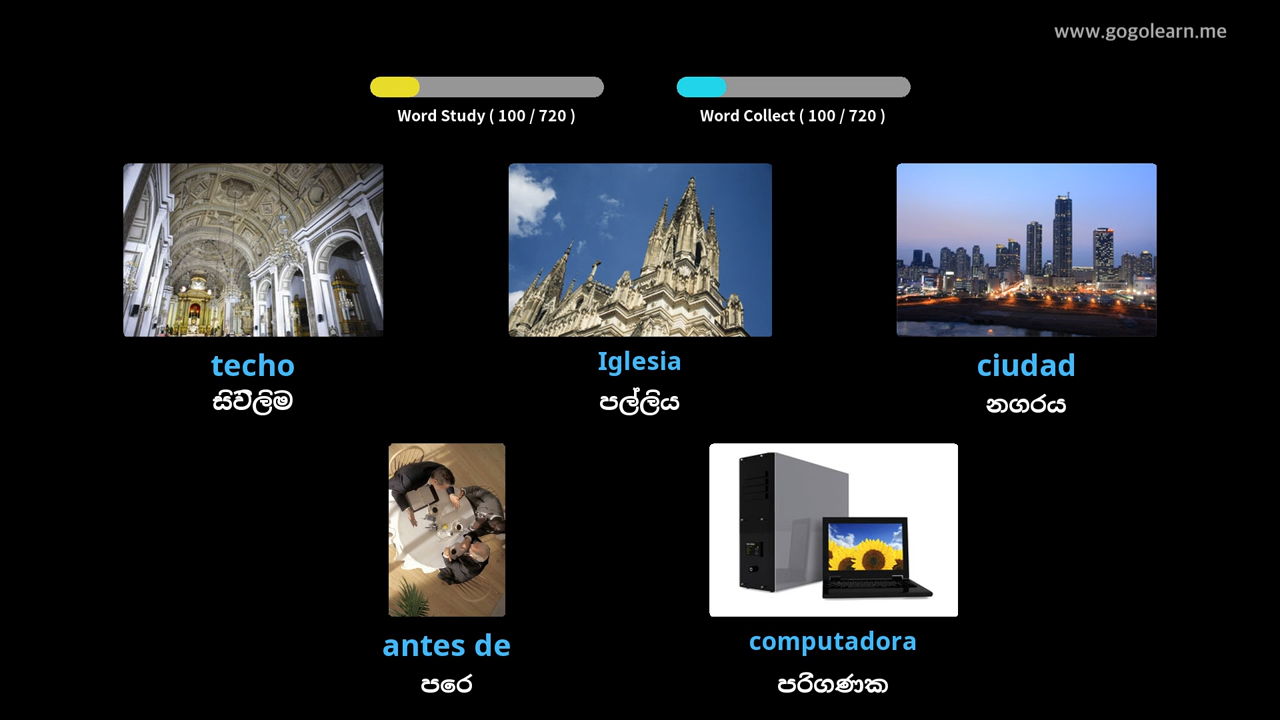 www.gogolearn.me
Word Study ( 100 / 720 )
Word Collect ( 100 / 720 )
techo
සිවිලිම
Iglesia
පල්ලිය
ciudad
නගරය
antes de
පරෙ
computadora
පරිගණක